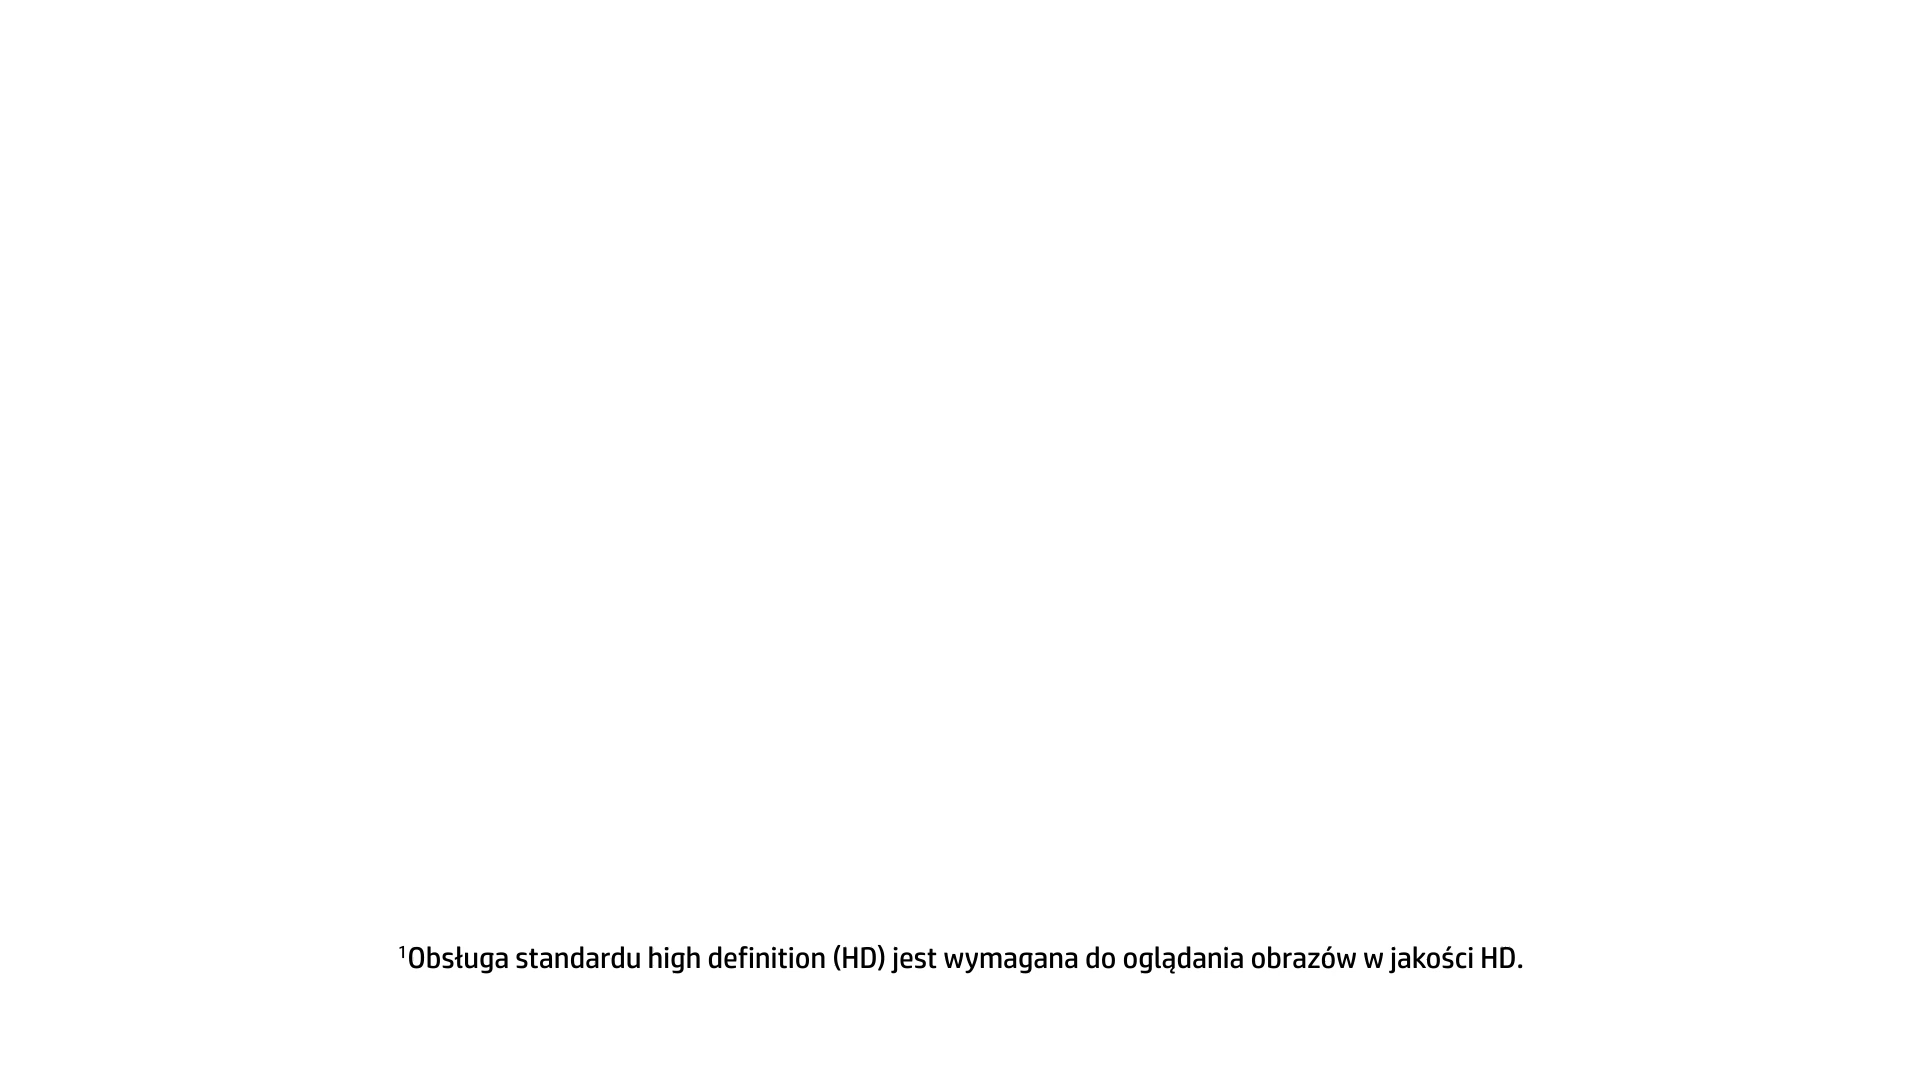 ¹Obsługa standardu high definition (HD) jest wymagana do oglądania obrazów w jakości HD.